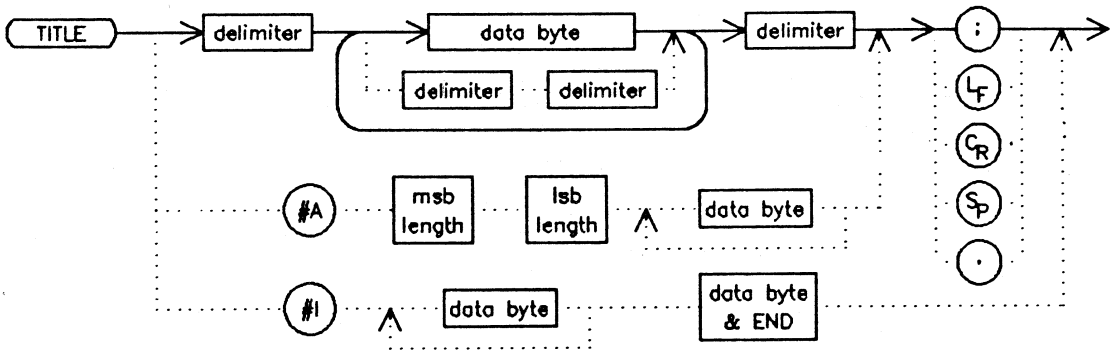 TITLE delimiter data byte delimiter ;
delimiter delimiter LF
CR
#A msb length lsb length data byte SP
.
#I data byte data byte & END